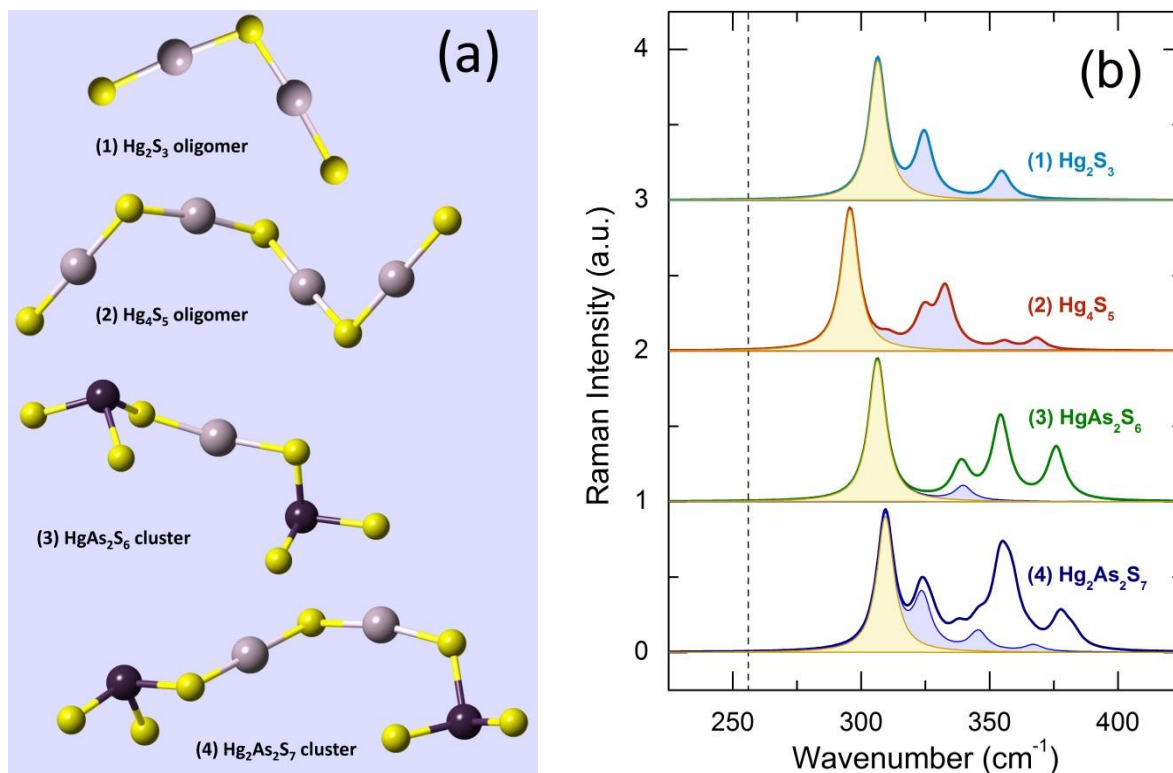 (a)
(1) Hg₂S₃ oligomer
(2) Hg₄S₅ oligomer
(3) HgAs₂S₆ cluster
(4) Hg₂As₂S₇ cluster
(b)
Raman Intensity (a.u.)
4
3
2
1
0
(1) Hg₂S₃
(2) Hg₄S₅
(3) HgAs₂S₆
(4) Hg₂As₂S₇
250 300 350 400
Wavenumber (cm⁻¹)